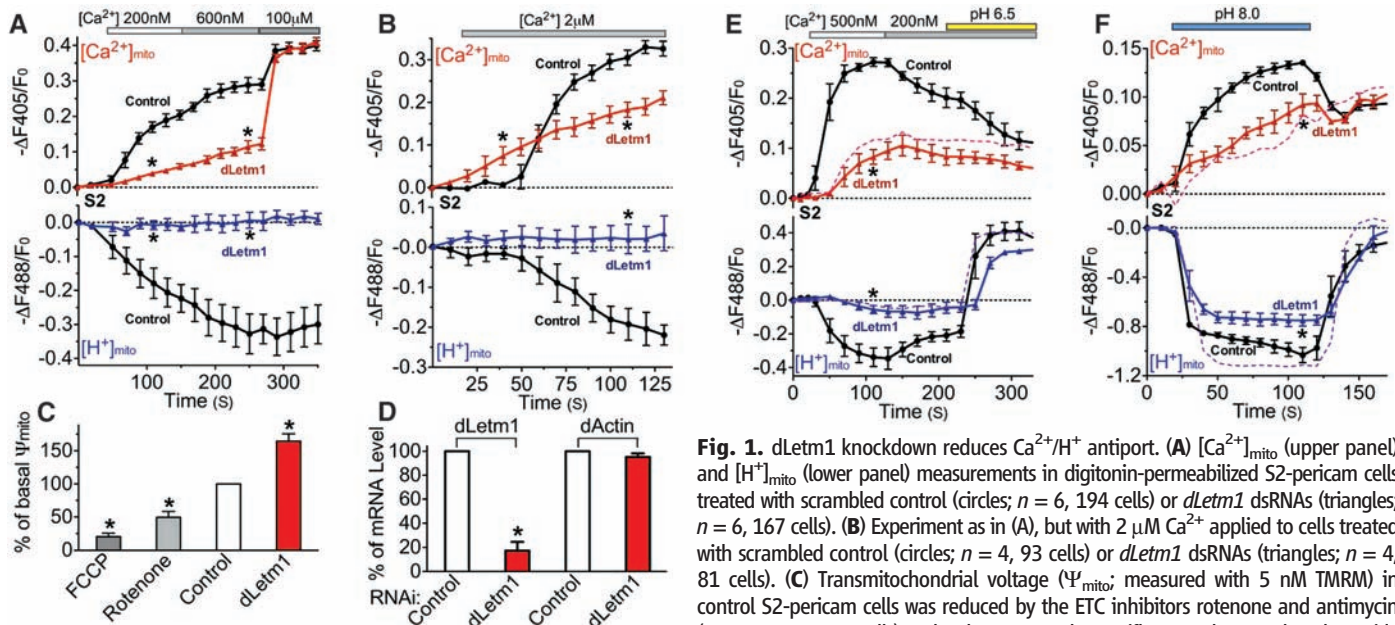 A
[Ca²⁺] 200nM 600nM 100μM
[Ca²⁺]mito
Control
*
*
dLetm1
-ΔF405/F₀
0.4
0.3
0.2
0.1
0.0
S2
*
*
dLetm1
Control
[H⁺]mito
-ΔF488/F₀
0.0
-0.1
-0.2
-0.3
-0.4
100 200 300
Time (S)
B
[Ca²⁺] 2μM
[Ca²⁺]mito
Control
*
*
dLetm1
-ΔF405/F₀
0.3
0.2
0.1
0.0
S2
*
dLetm1
Control
[H⁺]mito
-ΔF488/F₀
0.1
-0.0
-0.1
-0.2
-0.3
25 50 75 100 125
Time (S)
C
% of basal Ψmito
150
100
50
0
*
*
*
FCCP
Rotenone
Control
dLetm1
D
dLetm1 dActin
% of mRNA Level
100
80
60
40
20
0
*
RNAi:
Control
dLetm1
Control
dLetm1
E
[Ca²⁺] 500nM 200nM pH 6.5
[Ca²⁺]mito
Control
*
dLetm1
-ΔF405/F₀
0.3
0.2
0.1
0.0
S2
*
dLetm1
Control
[H⁺]mito
-ΔF488/F₀
0.4
0.2
0.0
-0.2
-0.4
0 100 200 300
Time (S)
F
pH 8.0
[Ca²⁺]mito
Control
*
dLetm1
-ΔF405/F₀
0.15
0.10
0.05
0.00
S2
dLetm1
*
Control
[H⁺]mito
-ΔF488/F₀
-0.0
-0.4
-0.8
-1.2
0 50 100 150
Time (S)
Fig. 1. dLetm1 knockdown reduces Ca²⁺/H⁺ antiport. (A) [Ca²⁺]mito (upper panel)
and [H⁺]mito (lower panel) measurements in digitonin-permeabilized S2-pericam cells
treated with scrambled control (circles; n = 6, 194 cells) or dLetm1 dsRNAs (triangles;
n = 6, 167 cells). (B) Experiment as in (A), but with 2 μM Ca²⁺ applied to cells treated
with scrambled control (circles; n = 4, 93 cells) or dLetm1 dsRNAs (triangles; n = 4,
81 cells). (C) Transmitochondrial voltage (Ψmito; measured with 5 nM TMRM) in
control S2-pericam cells was reduced by the ETC inhibitors rotenone and antimycin